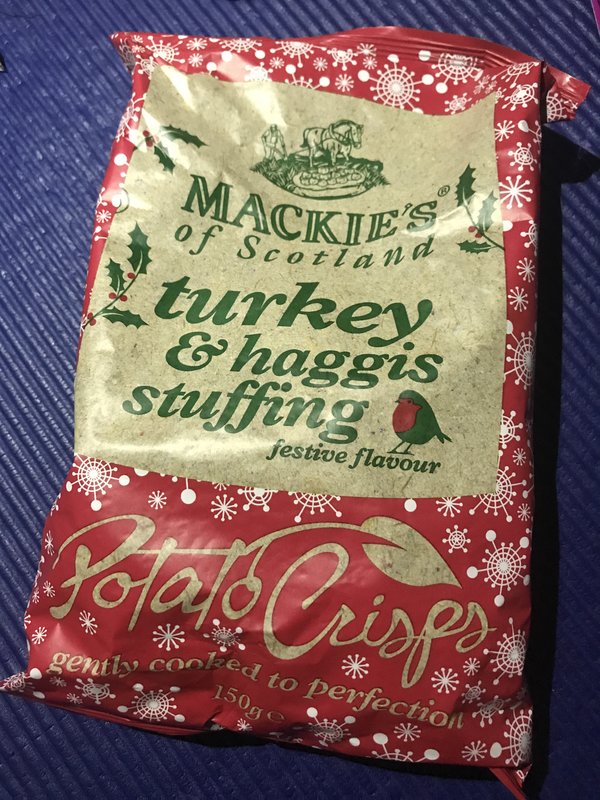 MACKIE'S®
of Scotland
turkey
& haggis
stuffing
festive flavour
Potato Crisps
gently cooked to perfection
150g e